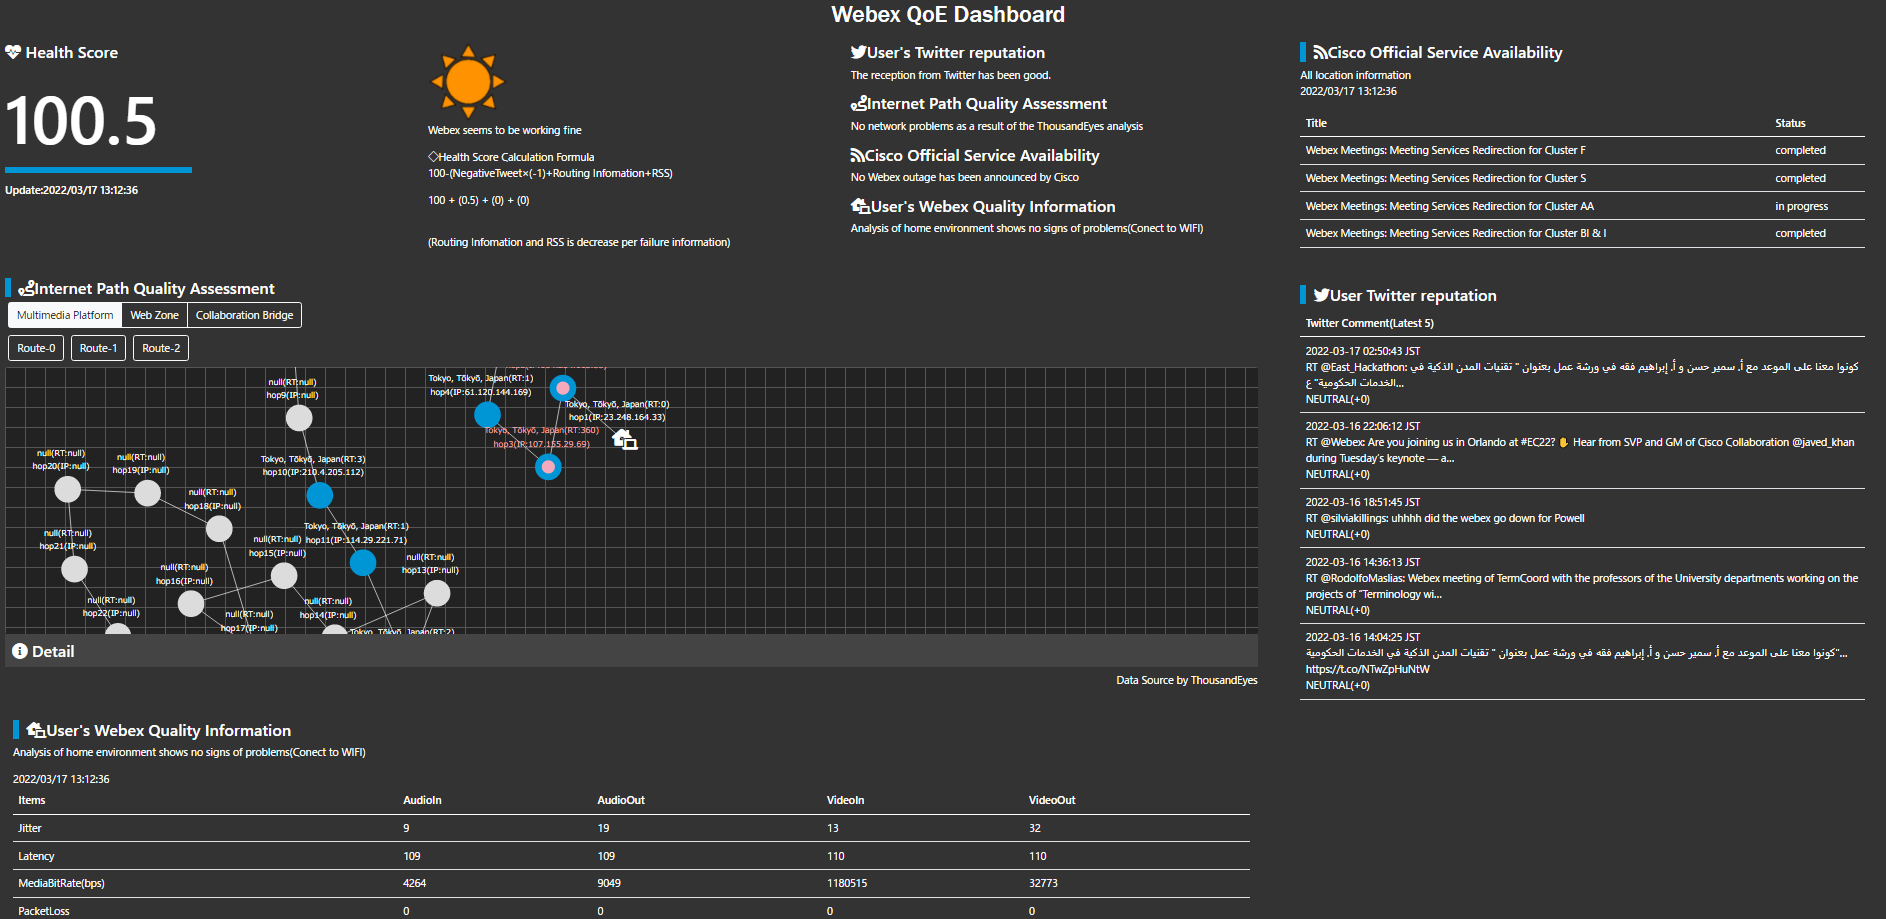 Webex QoE Dashboard
Health Score
100.5
Update:2022/03/17 13:12:36
Webex seems to be working fine
◇Health Score Calculation Formula
100-(NegativeTweet×(-1)+Routing Infomation+RSS)
100 + (0.5) + (0) + (0)
(Routing Infomation and RSS is decrease per failure information)
User's Twitter reputation
The reception from Twitter has been good.
Internet Path Quality Assessment
No network problems as a result of the ThousandEyes analysis
Cisco Official Service Availability
No Webex outage has been announced by Cisco
User's Webex Quality Information
Analysis of home environment shows no signs of problems(Conect to WIFI)
Cisco Official Service Availability
All location information
2022/03/17 13:12:36
Title Status
Webex Meetings: Meeting Services Redirection for Cluster F completed
Webex Meetings: Meeting Services Redirection for Cluster S completed
Webex Meetings: Meeting Services Redirection for Cluster AA in progress
Webex Meetings: Meeting Services Redirection for Cluster BI & I completed
Internet Path Quality Assessment
Multimedia Platform Web Zone Collaboration Bridge
Route-0 Route-1 Route-2
null(RT:null)
hop9(IP:null)
Tokyo, Tōkyō, Japan(RT:1)
hop4(IP:61.120.144.169)
Tokyo, Tōkyō, Japan(RT:0)
hop1(IP:23.248.164.33)
Tokyo, Tōkyō, Japan(RT:360)
hop3(IP:107.155.29.69)
null(RT:null)
hop20(IP:null)
null(RT:null)
hop19(IP:null)
Tokyo, Tōkyō, Japan(RT:3)
hop10(IP:210.4.205.112)
null(RT:null)
hop18(IP:null)
Tokyo, Tōkyō, Japan(RT:1)
hop11(IP:114.29.221.71)
null(RT:null)
hop21(IP:null)
null(RT:null)
hop15(IP:null)
null(RT:null)
hop13(IP:null)
null(RT:null)
hop16(IP:null)
null(RT:null)
hop22(IP:null)
null(RT:null)
hop14(IP:null)
null(RT:null)
hop17(IP:null)
Tokyo, Tōkyō, Japan(RT:2)
Detail
Data Source by ThousandEyes
User Twitter reputation
Twitter Comment(Latest 5)
2022-03-17 02:50:43 JST
RT @East_Hackathon: كونوا معنا على الموعد مع أ. سمير حسن و أ. إبراهيم فقه في ورشة عمل بعنوان " تقنيات المدن الذكية في
الخدمات الحكومية" ع...
NEUTRAL(+0)
2022-03-16 22:06:12 JST
RT @Webex: Are you joining us in Orlando at #EC22? ✋ Hear from SVP and GM of Cisco Collaboration @javed_khan
during Tuesday's keynote — a...
NEUTRAL(+0)
2022-03-16 18:51:45 JST
RT @silviakillings: uhhhh did the webex go down for Powell
NEUTRAL(+0)
2022-03-16 14:36:13 JST
RT @RodolfoMaslias: Webex meeting of TermCoord with the professors of the University departments working on the
projects of "Terminology wi...
NEUTRAL(+0)
2022-03-16 14:04:25 JST
كونوا معنا على الموعد مع أ. سمير حسن و أ. إبراهيم فقه في ورشة عمل بعنوان " تقنيات المدن الذكية في الخدمات الحكومية"...
https://t.co/NTwZpHuNtW
NEUTRAL(+0)
User's Webex Quality Information
Analysis of home environment shows no signs of problems(Conect to WIFI)
2022/03/17 13:12:36
Items AudioIn AudioOut VideoIn VideoOut
Jitter 9 19 13 32
Latency 109 109 110 110
MediaBitRate(bps) 4264 9049 1180515 32773
PacketLoss 0 0 0 0